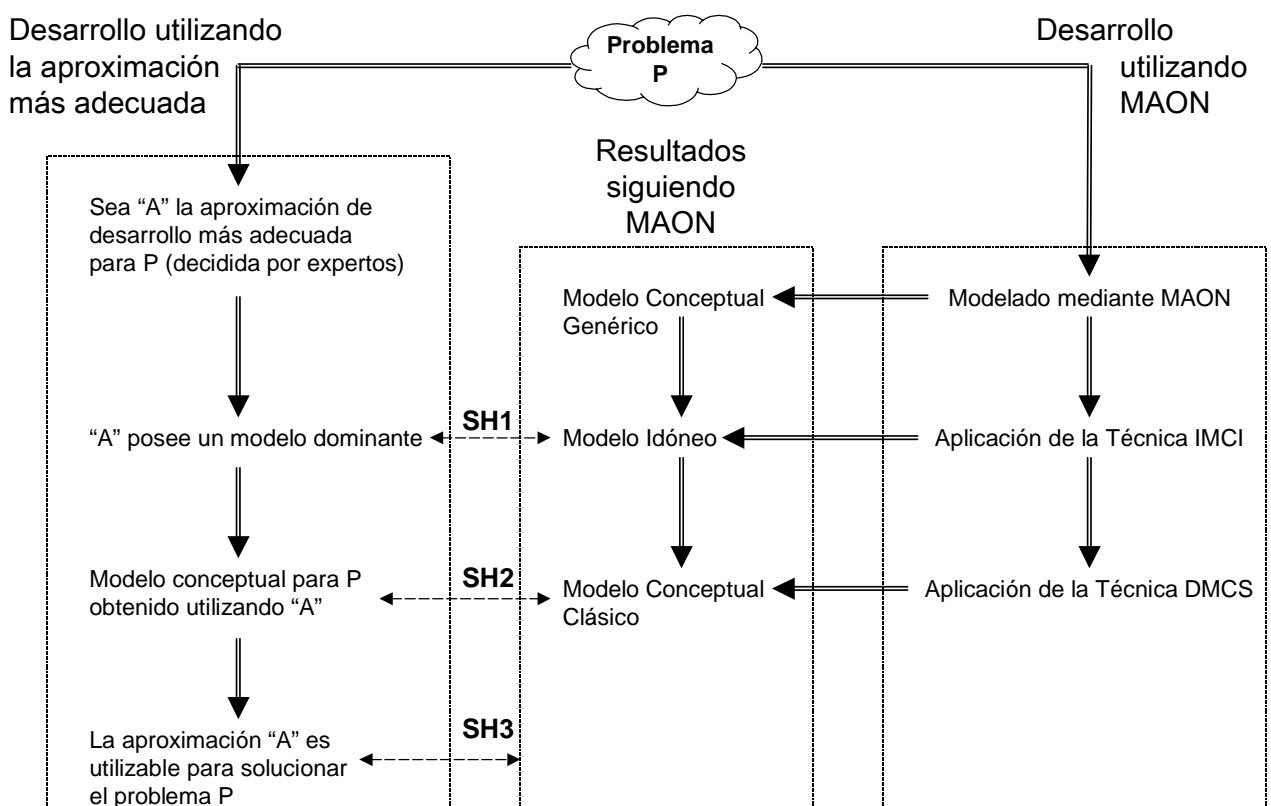 Desarrollo utilizando
la aproximación
más adecuada
Problema
P
Desarrollo
utilizando
MAON
Resultados
siguiendo
MAON
Sea “A” la aproximación de
desarrollo más adecuada
para P (decidida por expertos)
Modelo Conceptual
Genérico
Modelado mediante MAON
“A” posee un modelo dominante
SH1
Modelo Idóneo
Aplicación de la Técnica IMCI
Modelo conceptual para P
obtenido utilizando “A”
SH2
Modelo Conceptual
Clásico
Aplicación de la Técnica DMCS
La aproximación “A” es
utilizable para solucionar
el problema P
SH3